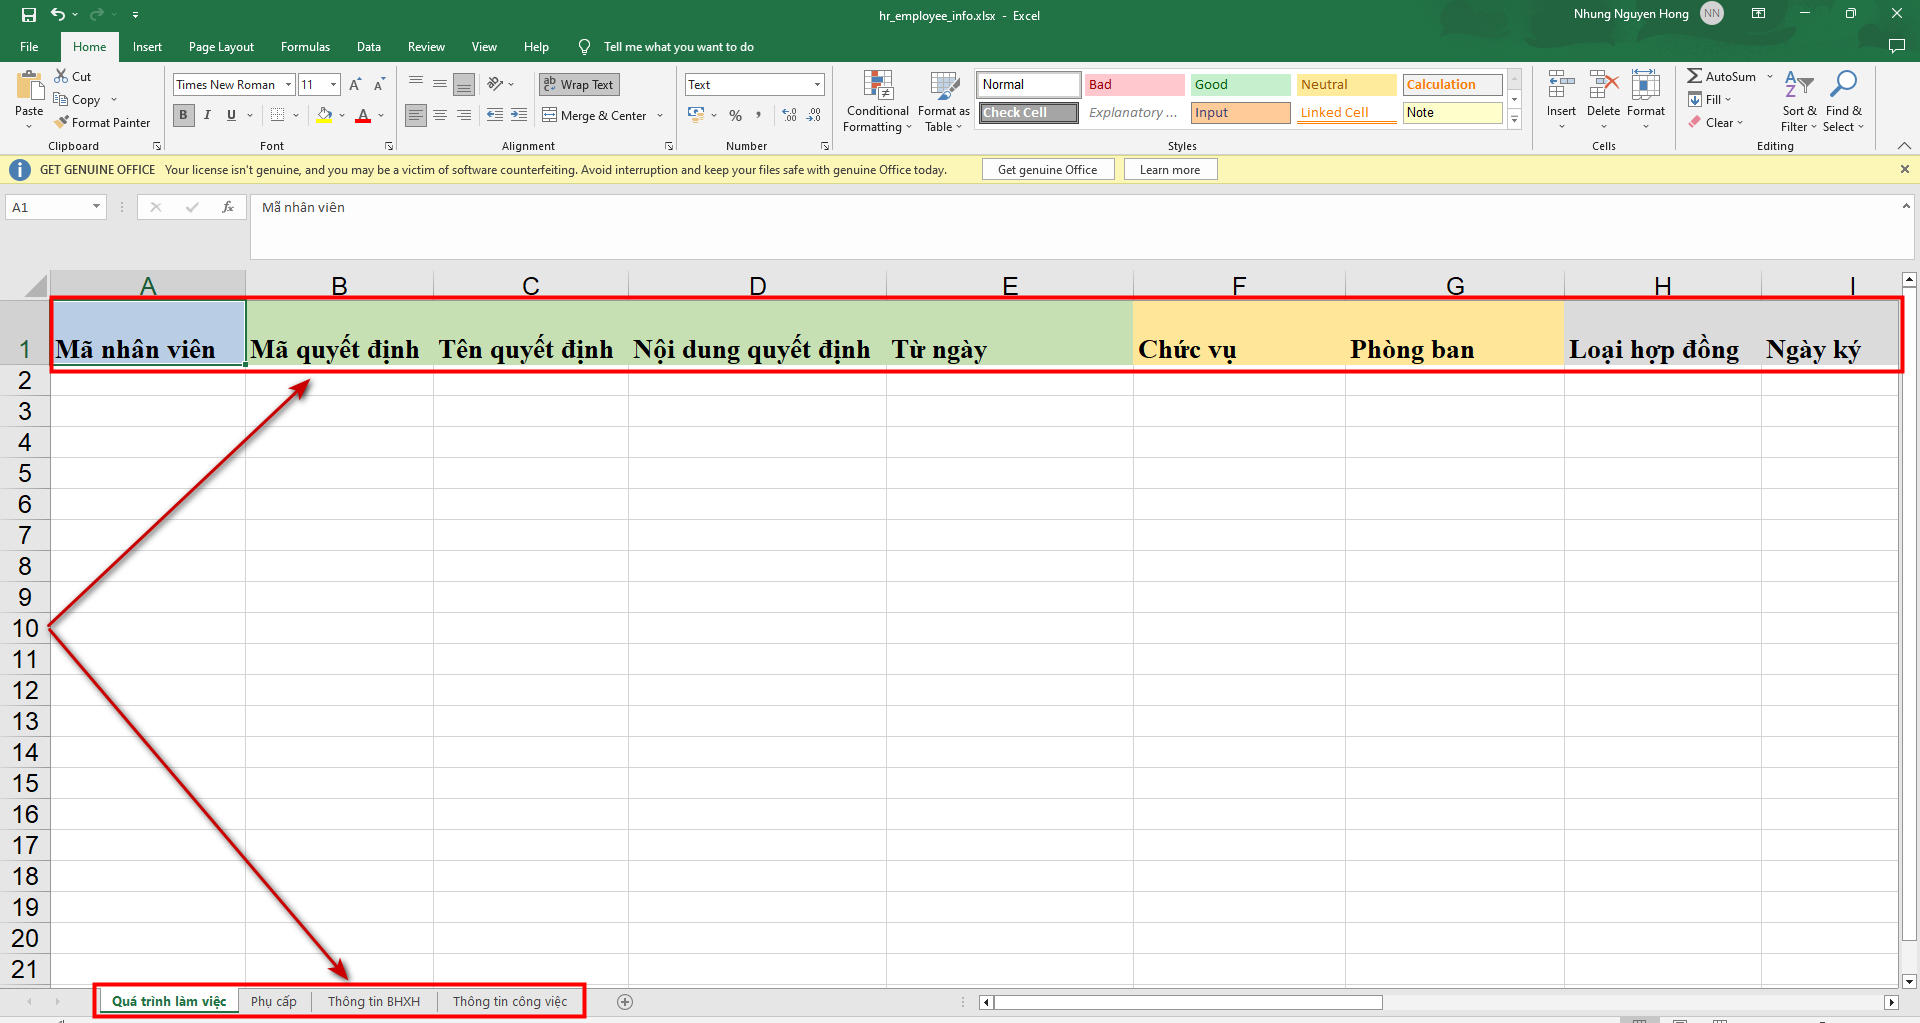 hr_employee_info.xlsx - Excel
Nhung Nguyen Hong NN
File Home Insert Page Layout Formulas Data Review View Help Tell me what you want to do
Paste
Cut
Copy
Format Painter
Clipboard
Times New Roman 11
B I U
Font
Wrap Text
Merge & Center
Alignment
Text
Number
Conditional Formatting
Format as Table
Normal Bad Good Neutral Calculation
Check Cell Explanatory ... Input Linked Cell Note
Styles
Insert Delete Format
Cells
AutoSum
Fill
Clear
Sort & Filter
Find & Select
Editing
GET GENUINE OFFICE Your license isn't genuine, and you may be a victim of software counterfeiting. Avoid interruption and keep your files safe with genuine Office today. Get genuine Office Learn more
A1 fx Mã nhân viên
A B C D E F G H I
1 Mã nhân viên Mã quyết định Tên quyết định Nội dung quyết định Từ ngày Chức vụ Phòng ban Loại hợp đồng Ngày ký
2
3
4
5
6
7
8
9
10
11
12
13
14
15
16
17
18
19
20
21
Quá trình làm việc Phụ cấp Thông tin BHXH Thông tin công việc